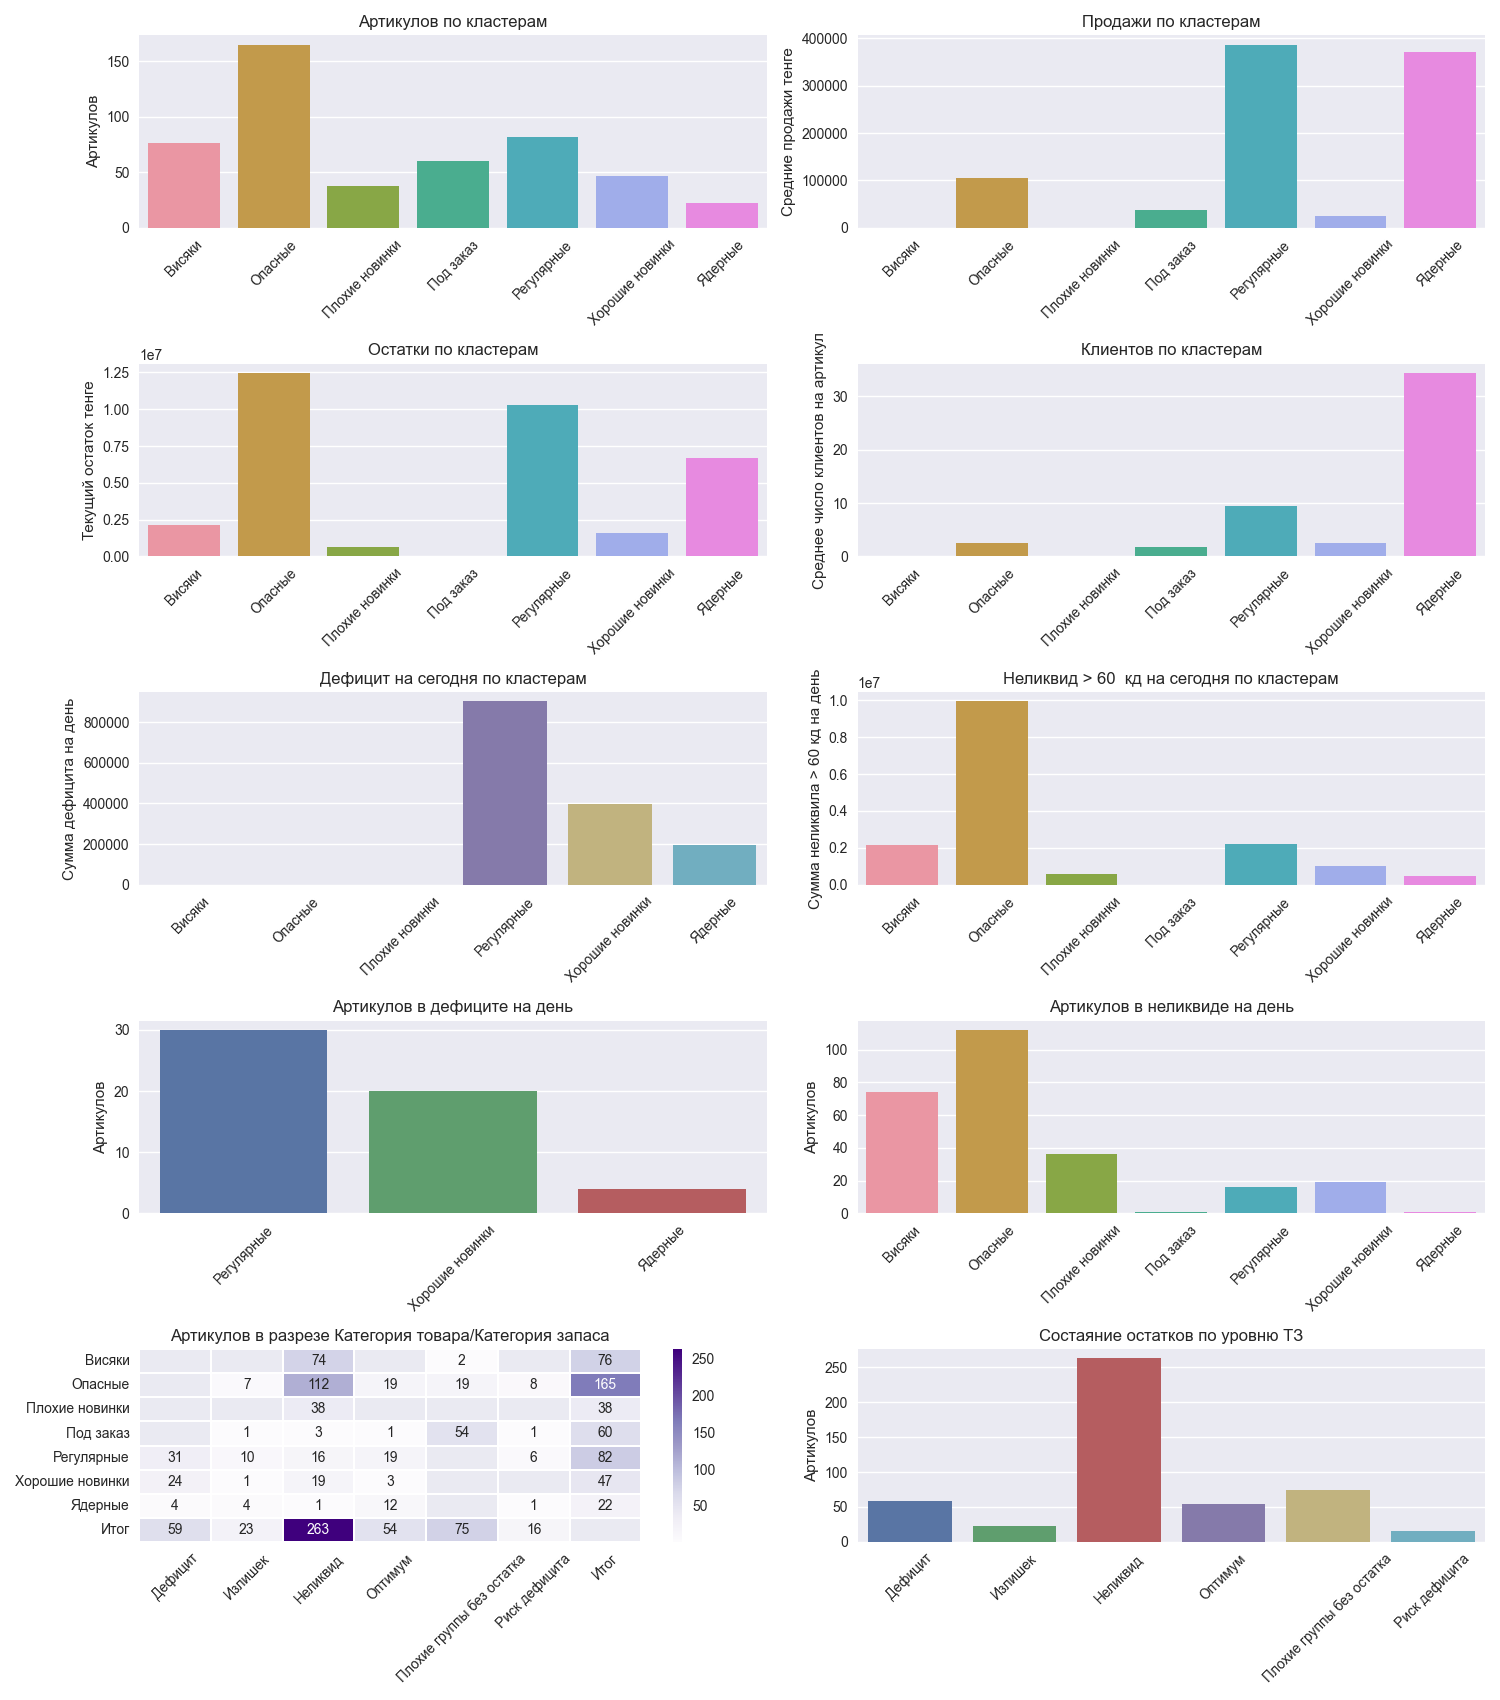 Артикулов по кластерам
Артикулов
150
100
50
0
Висяки
Опасные
Плохие новинки
Под заказ
Регулярные
Хорошие новинки
Ядерные
Продажи по кластерам
Средние продажи тенге
400000
300000
200000
100000
0
Висяки
Опасные
Плохие новинки
Под заказ
Регулярные
Хорошие новинки
Ядерные
Остатки по кластерам
1e7
Текущий остаток тенге
1.25
1.00
0.75
0.50
0.25
0.00
Висяки
Опасные
Плохие новинки
Под заказ
Регулярные
Хорошие новинки
Ядерные
Клиентов по кластерам
Среднее число клиентов на артикул
30
20
10
0
Висяки
Опасные
Плохие новинки
Под заказ
Регулярные
Хорошие новинки
Ядерные
Дефицит на сегодня по кластерам
Сумма дефицита на день
800000
600000
400000
200000
0
Висяки
Опасные
Плохие новинки
Регулярные
Хорошие новинки
Ядерные
Неликвид > 60 кд на сегодня по кластерам
1e7
Сумма неликвипа > 60 кд на день
1.0
0.8
0.6
0.4
0.2
0.0
Висяки
Опасные
Плохие новинки
Под заказ
Регулярные
Хорошие новинки
Ядерные
Артикулов в дефиците на день
Артикулов
30
20
10
0
Регулярные
Хорошие новинки
Ядерные
Артикулов в неликвиде на день
Артикулов
100
80
60
40
20
0
Висяки
Опасные
Плохие новинки
Под заказ
Регулярные
Хорошие новинки
Ядерные
Артикулов в разрезе Категория товара/Категория запаса
Висяки 74 2 76
Опасные 7 112 19 19 8 165
Плохие новинки 38 38
Под заказ 1 3 1 54 1 60
Регулярные 31 10 16 19 6 82
Хорошие новинки 24 1 19 3 47
Ядерные 4 4 1 12 1 22
Итог 59 23 263 54 75 16
Дефицит
Излишек
Неликвид
Оптимум
Плохие группы без остатка
Риск дефицита
Итог
250
200
150
100
50
Состаяние остатков по уровню ТЗ
Артикулов
250
200
150
100
50
0
Дефицит
Излишек
Неликвид
Оптимум
Плохие группы без остатка
Риск дефицита